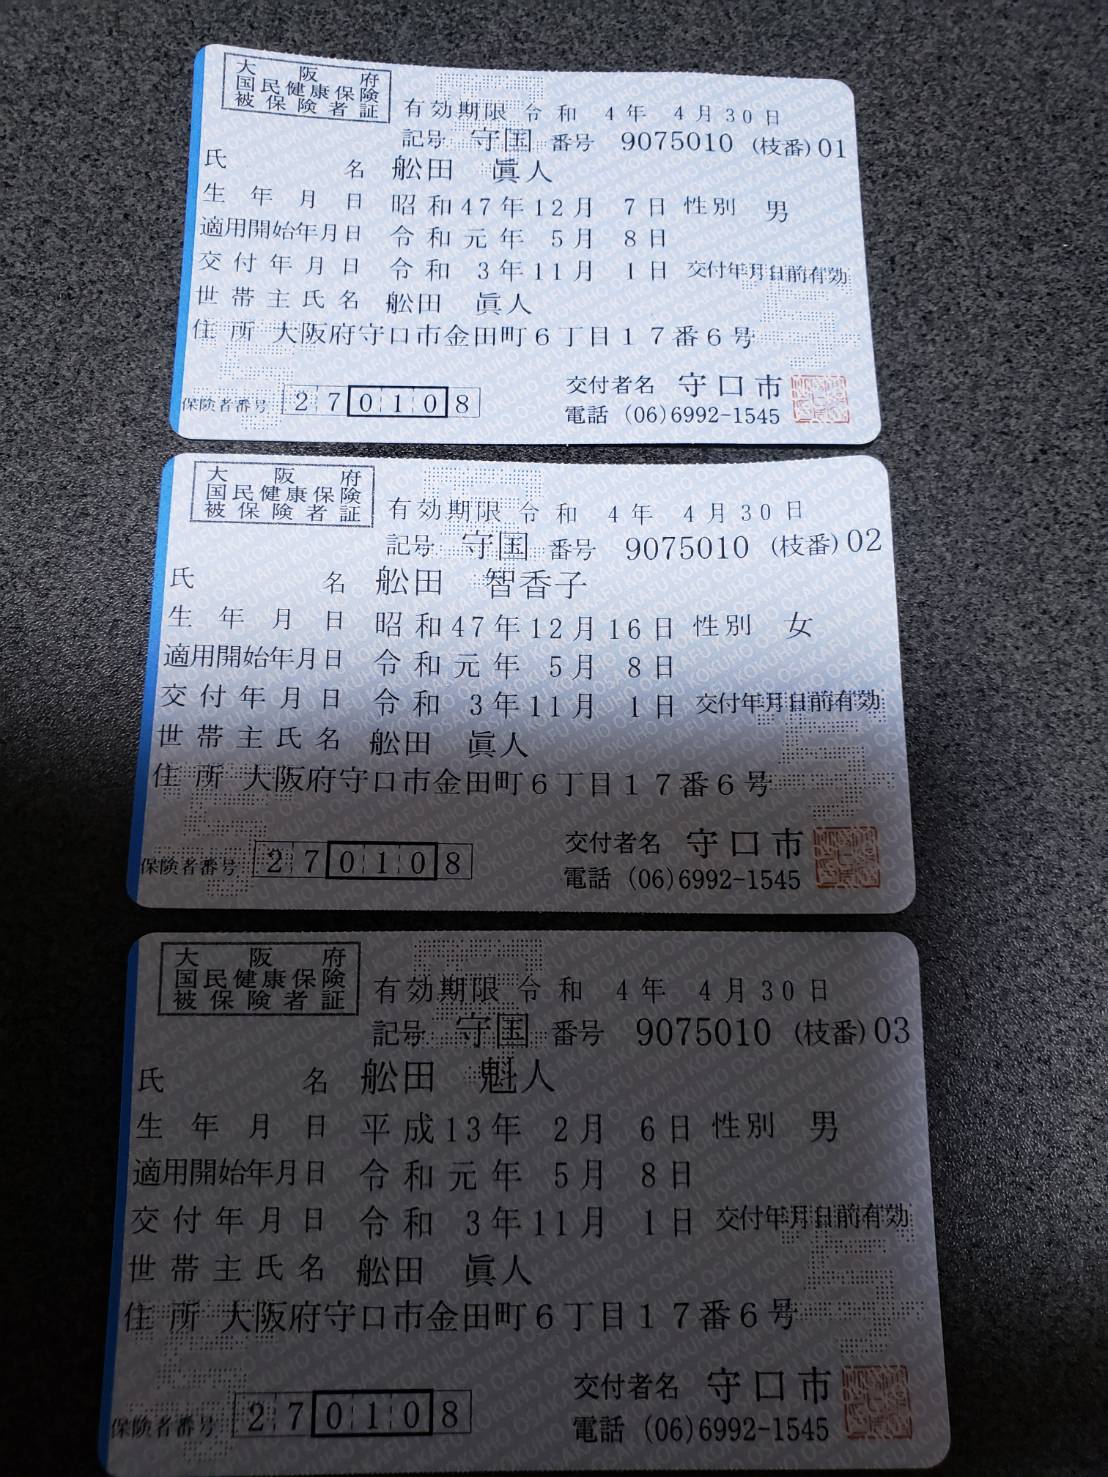 大阪府
国民健康保険
被保険者証
有効期限 令和 4年 4月30日
記号 守国 番号 9075010 (枝番)01
氏名 舩田 眞人
生年月日 昭和47年12月 7日 性別 男
適用開始年月日 令和元年 5月 8日
交付年月日 令和 3年11月 1日 交付年月日前有効
世帯主氏名 舩田 眞人
住所 大阪府守口市金田町6丁目17番6号
保険者番号 270108
交付者名 守口市
電話 (06)6992-1545
大阪府
国民健康保険
被保険者証
有効期限 令和 4年 4月30日
記号 守国 番号 9075010 (枝番)02
氏名 舩田 智香子
生年月日 昭和47年12月16日 性別 女
適用開始年月日 令和元年 5月 8日
交付年月日 令和 3年11月 1日 交付年月日前有効
世帯主氏名 舩田 眞人
住所 大阪府守口市金田町6丁目17番6号
保険者番号 270108
交付者名 守口市
電話 (06)6992-1545
大阪府
国民健康保険
被保険者証
有効期限 令和 4年 4月30日
記号 守国 番号 9075010 (枝番)03
氏名 舩田 魁人
生年月日 平成13年 2月 6日 性別 男
適用開始年月日 令和元年 5月 8日
交付年月日 令和 3年11月 1日 交付年月日前有効
世帯主氏名 舩田 眞人
住所 大阪府守口市金田町6丁目17番6号
保険者番号 270108
交付者名 守口市
電話 (06)6992-1545